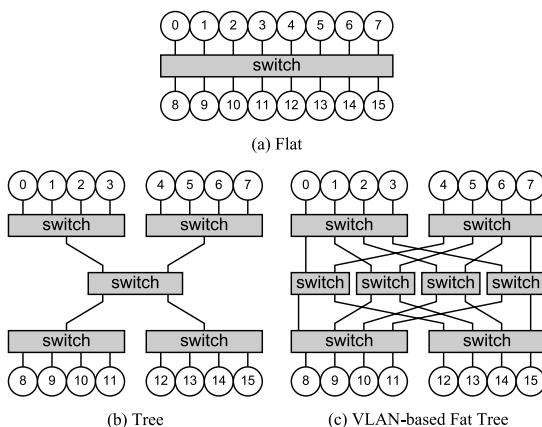 0 1 2 3 4 5 6 7
switch
8 9 10 11 12 13 14 15
(a) Flat
0 1 2 3 4 5 6 7
switch switch
switch
switch switch
8 9 10 11 12 13 14 15
(b) Tree
0 1 2 3 4 5 6 7
switch switch
switch switch switch switch
switch switch
8 9 10 11 12 13 14 15
(c) VLAN-based Fat Tree